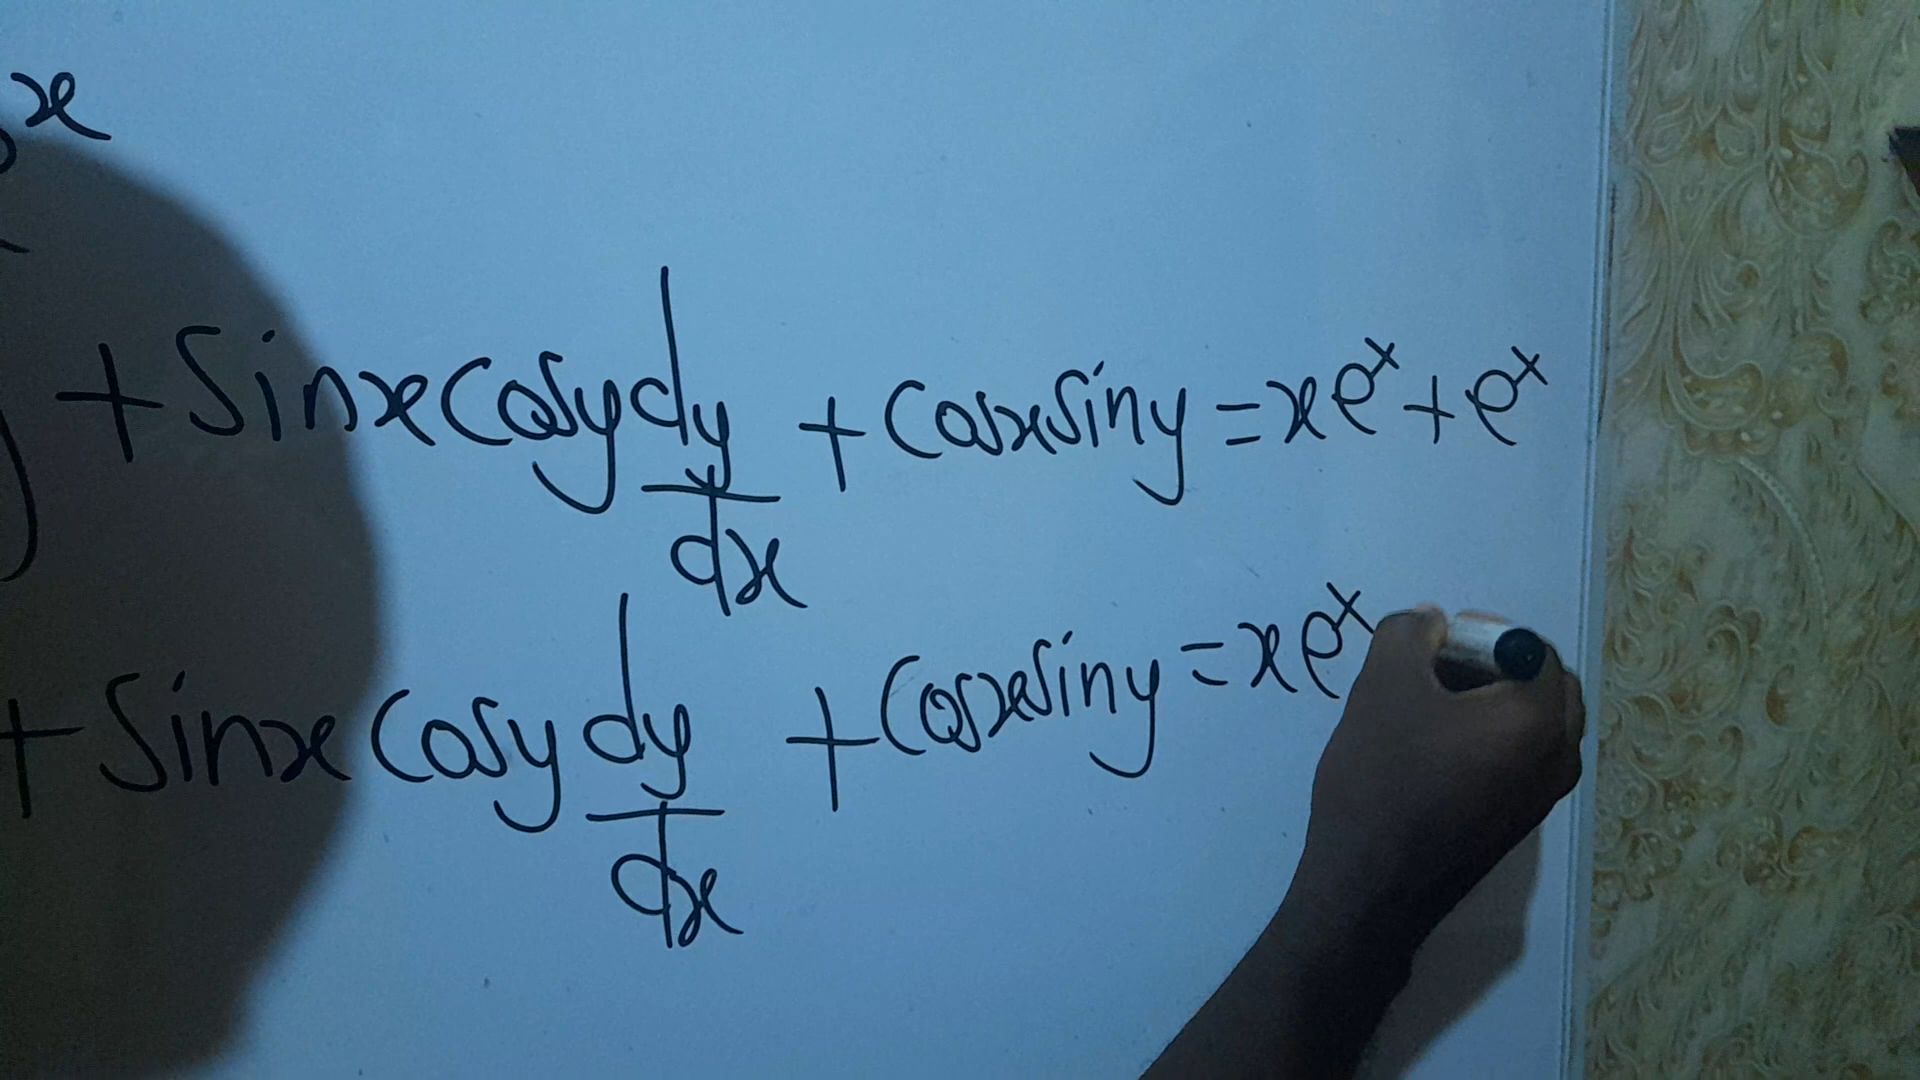 x
y + Sinx Cosy dy/dx + Cosx Siny = xe^x + e^x
+ Sinx Cosy dy/dx + Cosx Siny = xe^x